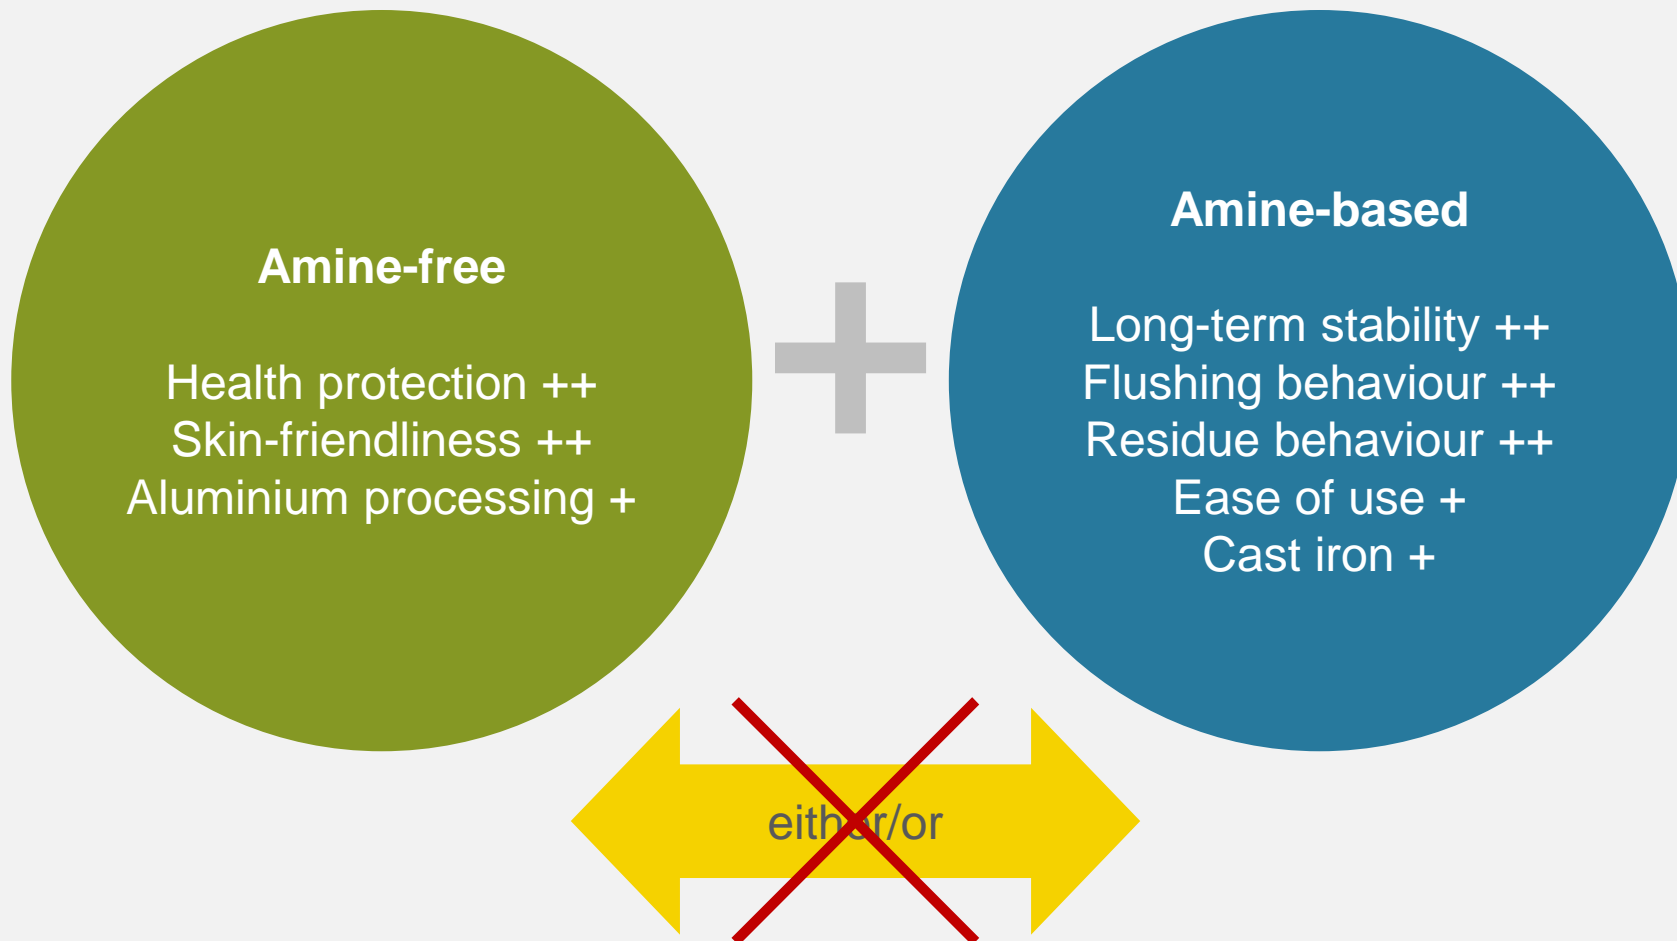 Amine-free
Health protection ++
Skin-friendliness ++
Aluminium processing +
Amine-based
Long-term stability ++
Flushing behaviour ++
Residue behaviour ++
Ease of use +
Cast iron +
either/or